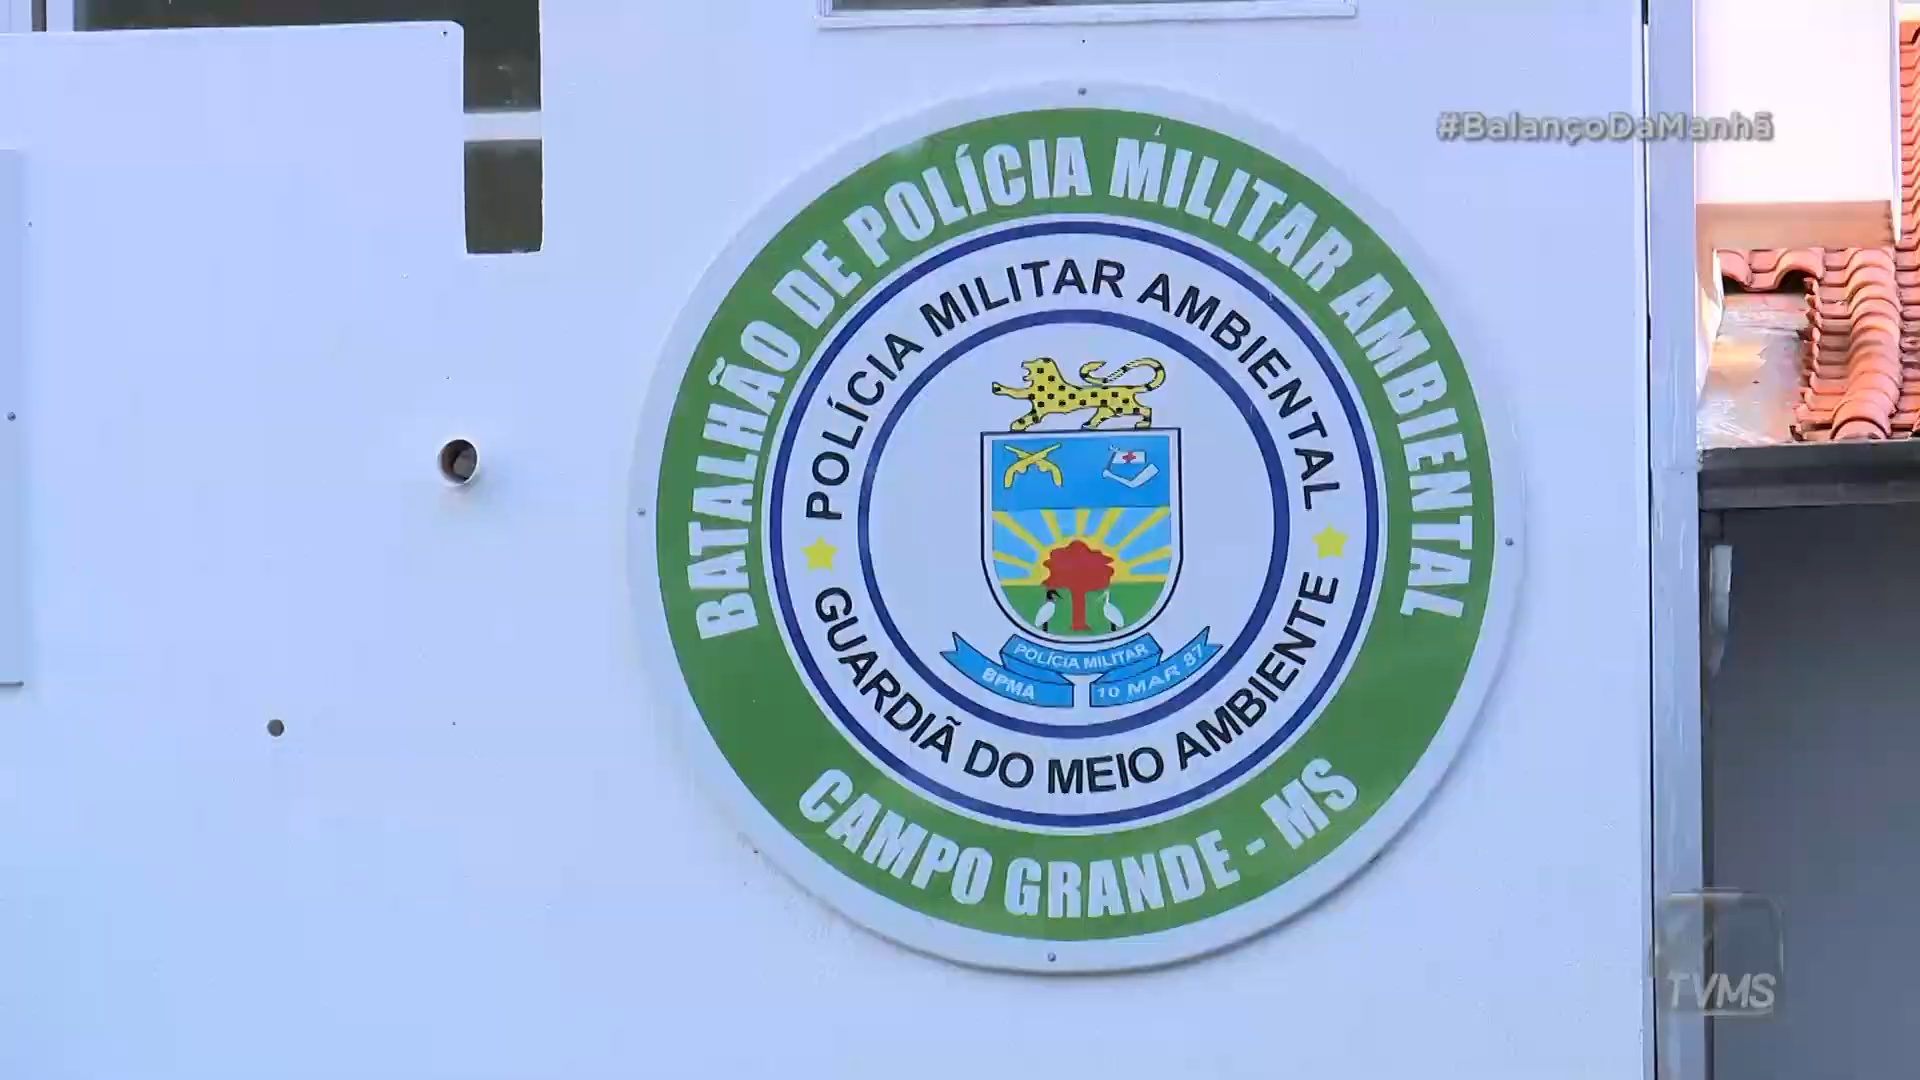 #BalançoDaManhã
BATALHÃO DE POLÍCIA MILITAR AMBIENTAL
POLÍCIA MILITAR AMBIENTAL
POLÍCIA MILITAR
BPMA
10 MAR 87
GUARDIÃ DO MEIO AMBIENTE
CAMPO GRANDE - MS
TVMS